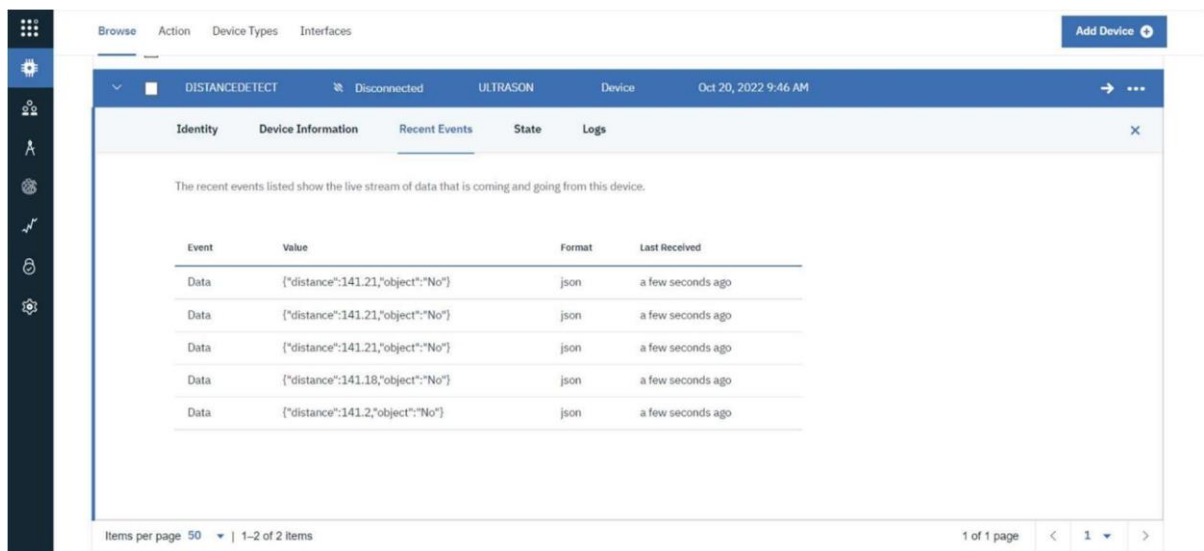 Browse Action Device Types Interfaces Add Device
DISTANCEDETECT Disconnected ULTRASON Device Oct 20, 2022 9:46 AM
Identity Device Information Recent Events State Logs
The recent events listed show the live stream of data that is coming and going from this device.
Event Value Format Last Received
Data {"distance":141.21,"object":"No"} json a few seconds ago
Data {"distance":141.21,"object":"No"} json a few seconds ago
Data {"distance":141.21,"object":"No"} json a few seconds ago
Data {"distance":141.18,"object":"No"} json a few seconds ago
Data {"distance":141.2,"object":"No"} json a few seconds ago
Items per page 50 | 1–2 of 2 items 1 of 1 page < 1 >